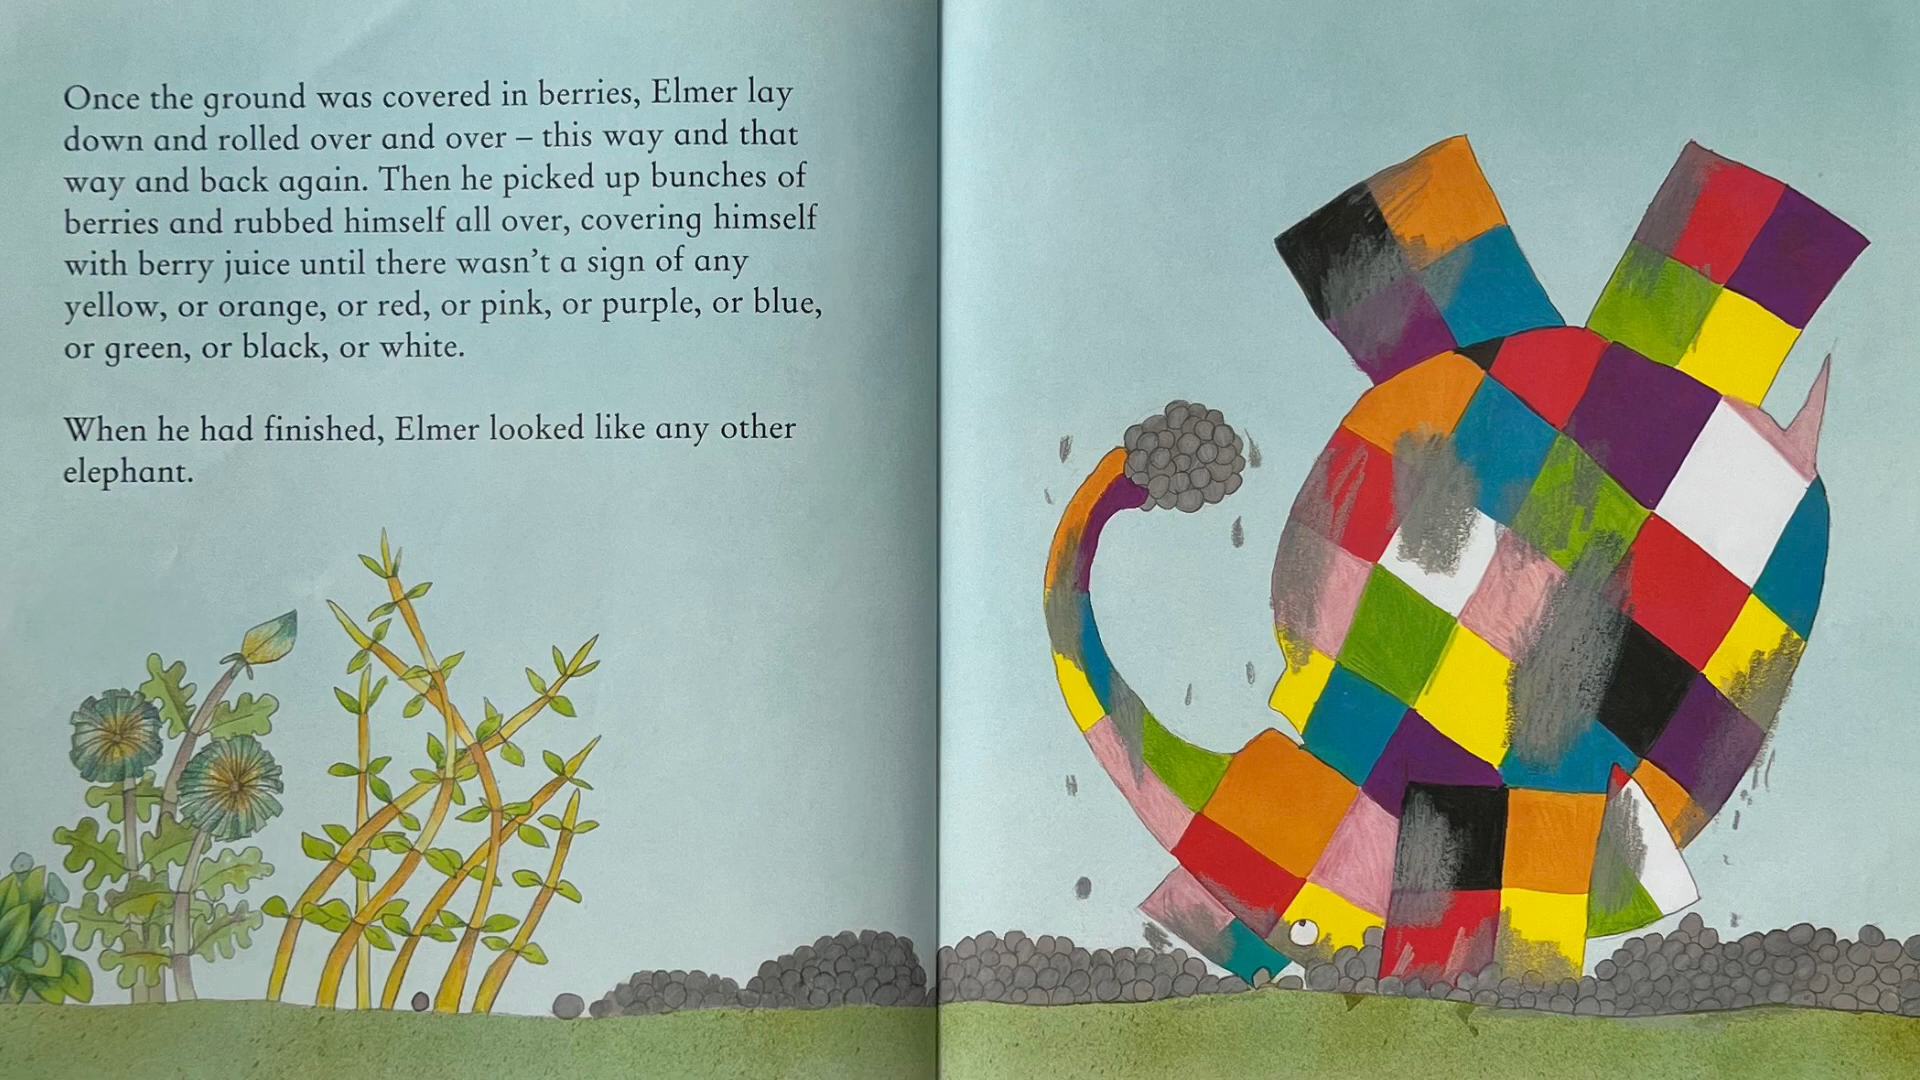 Once the ground was covered in berries, Elmer lay
down and rolled over and over – this way and that
way and back again. Then he picked up bunches of
berries and rubbed himself all over, covering himself
with berry juice until there wasn’t a sign of any
yellow, or orange, or red, or pink, or purple, or blue,
or green, or black, or white.
When he had finished, Elmer looked like any other
elephant.